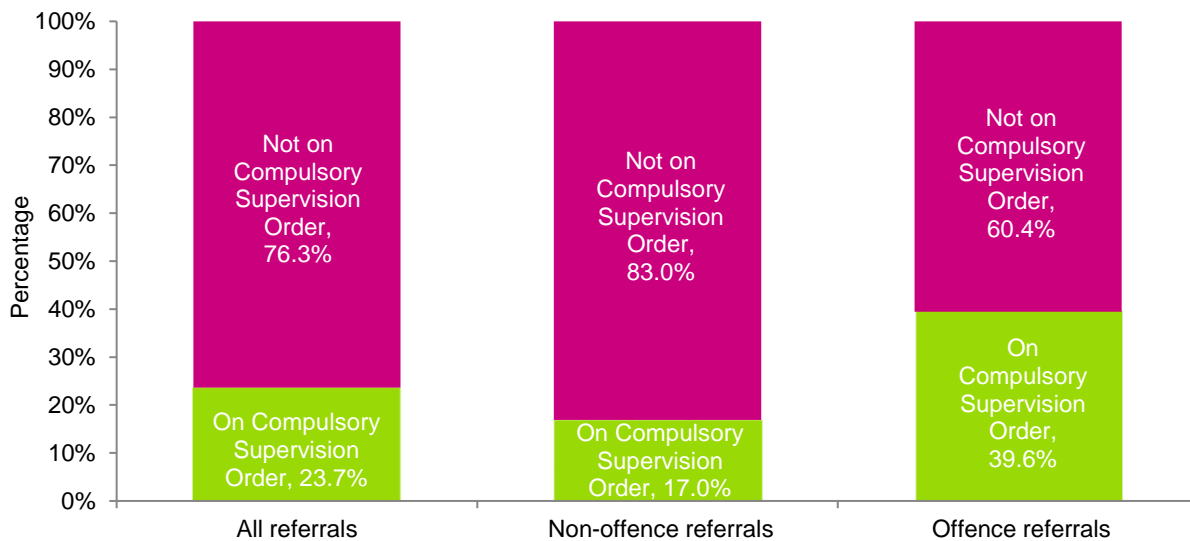 100%
90%
80%
70%
60%
50%
40%
30%
20%
10%
0%
Percentage
Not on
Compulsory
Supervision
Order,
76.3%
On Compulsory
Supervision
Order, 23.7%
Not on
Compulsory
Supervision
Order,
83.0%
On Compulsory
Supervision
Order, 17.0%
Not on
Compulsory
Supervision
Order,
60.4%
On
Compulsory
Supervision
Order,
39.6%
All referrals
Non-offence referrals
Offence referrals